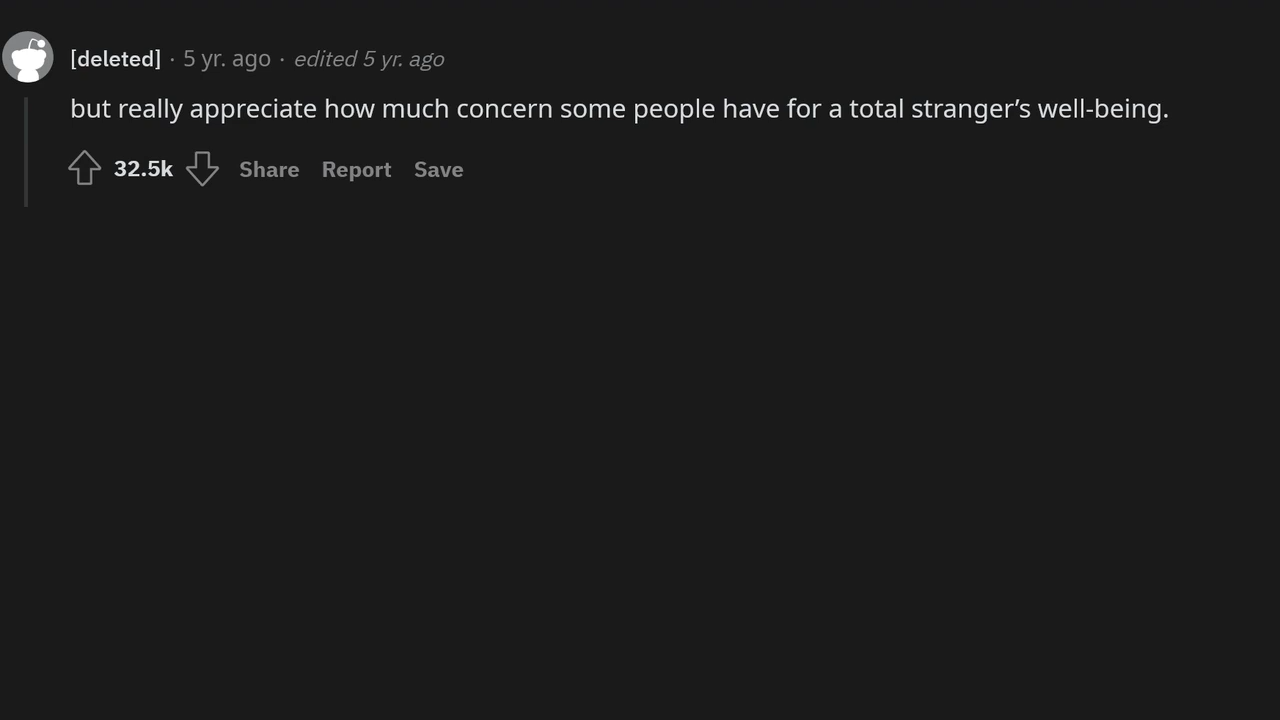 [deleted] · 5 yr. ago · edited 5 yr. ago
but really appreciate how much concern some people have for a total stranger’s well-being.
32.5k Share Report Save